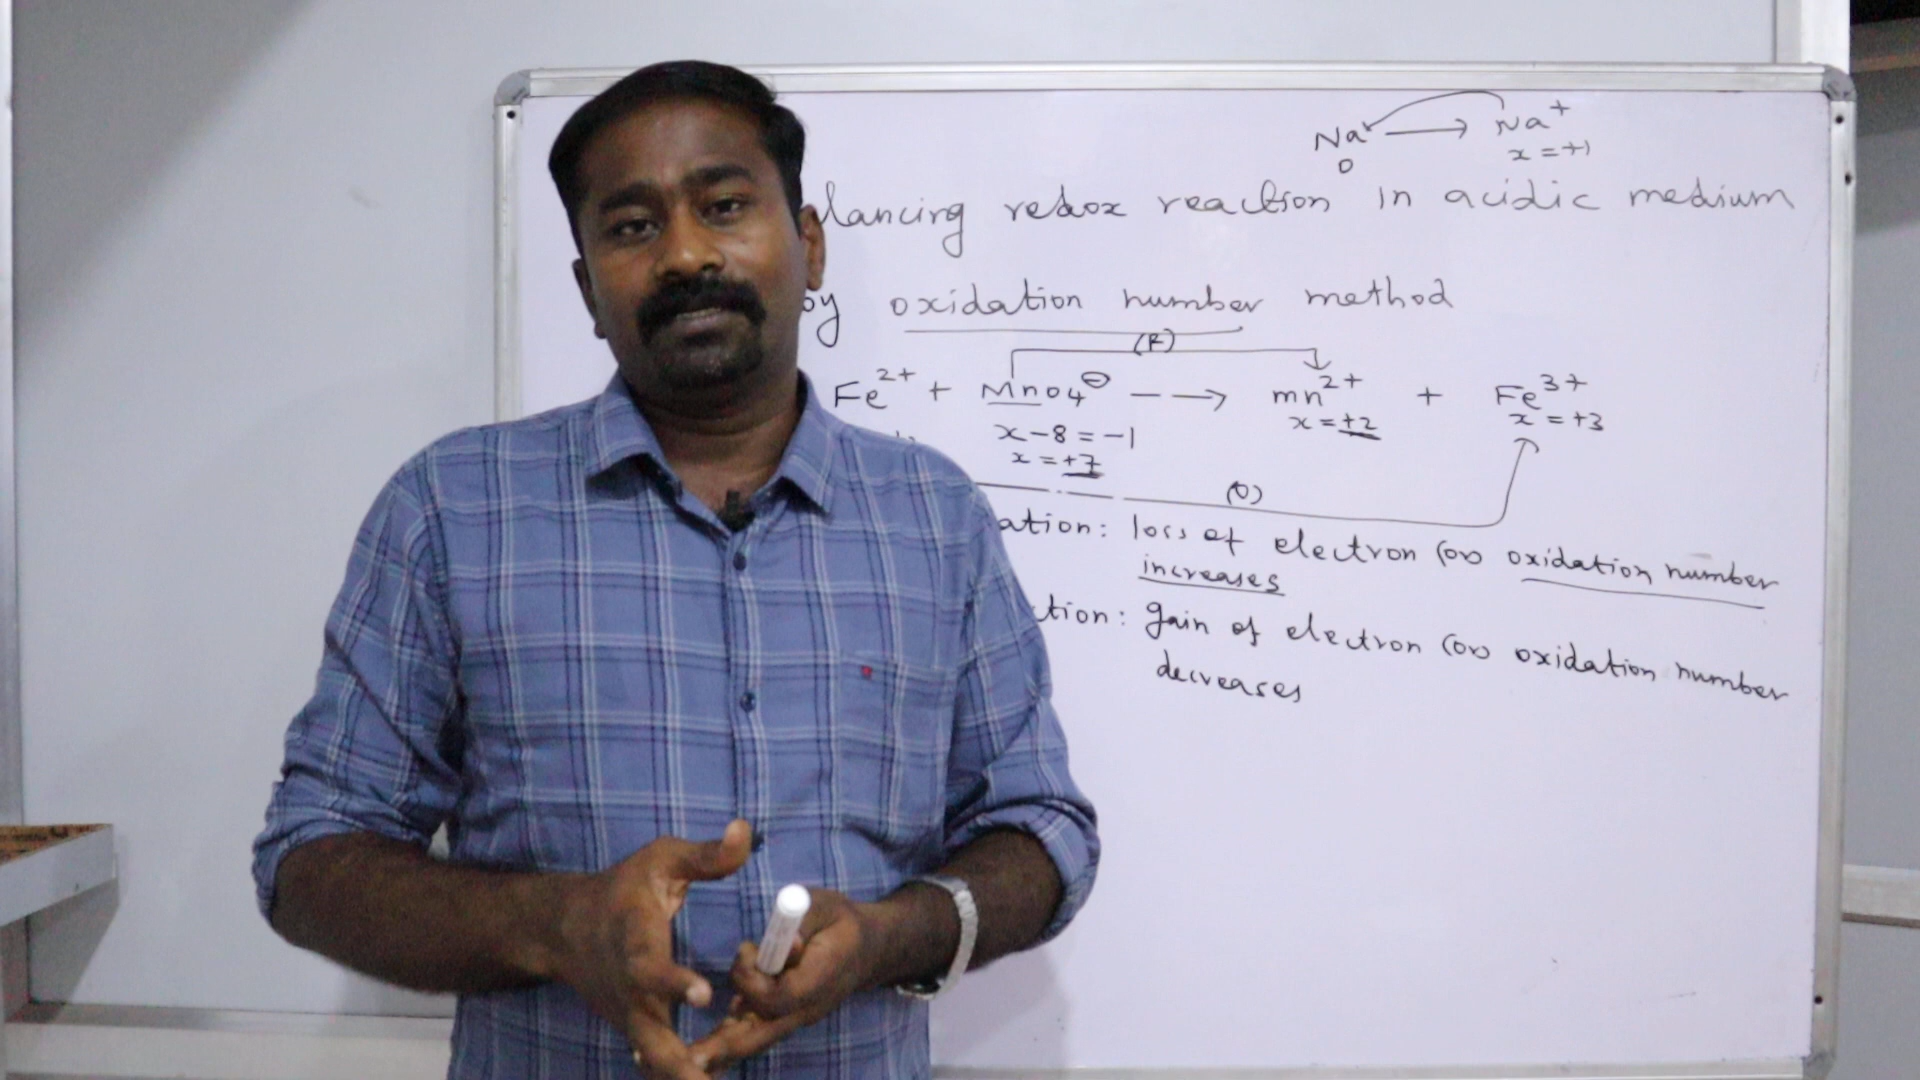 Na → Na⁺
0 x = +1
lancing redox reaction in acidic medium
by oxidation number method
(R)
Fe²⁺ + MnO₄⊖ ⟶ mn²⁺ + Fe³⁺
x - 8 = -1 x = +2 x = +3
x = +7
(O)
ation: loss of electron (or) oxidation number
increases
ction: gain of electron (or) oxidation number
decreases